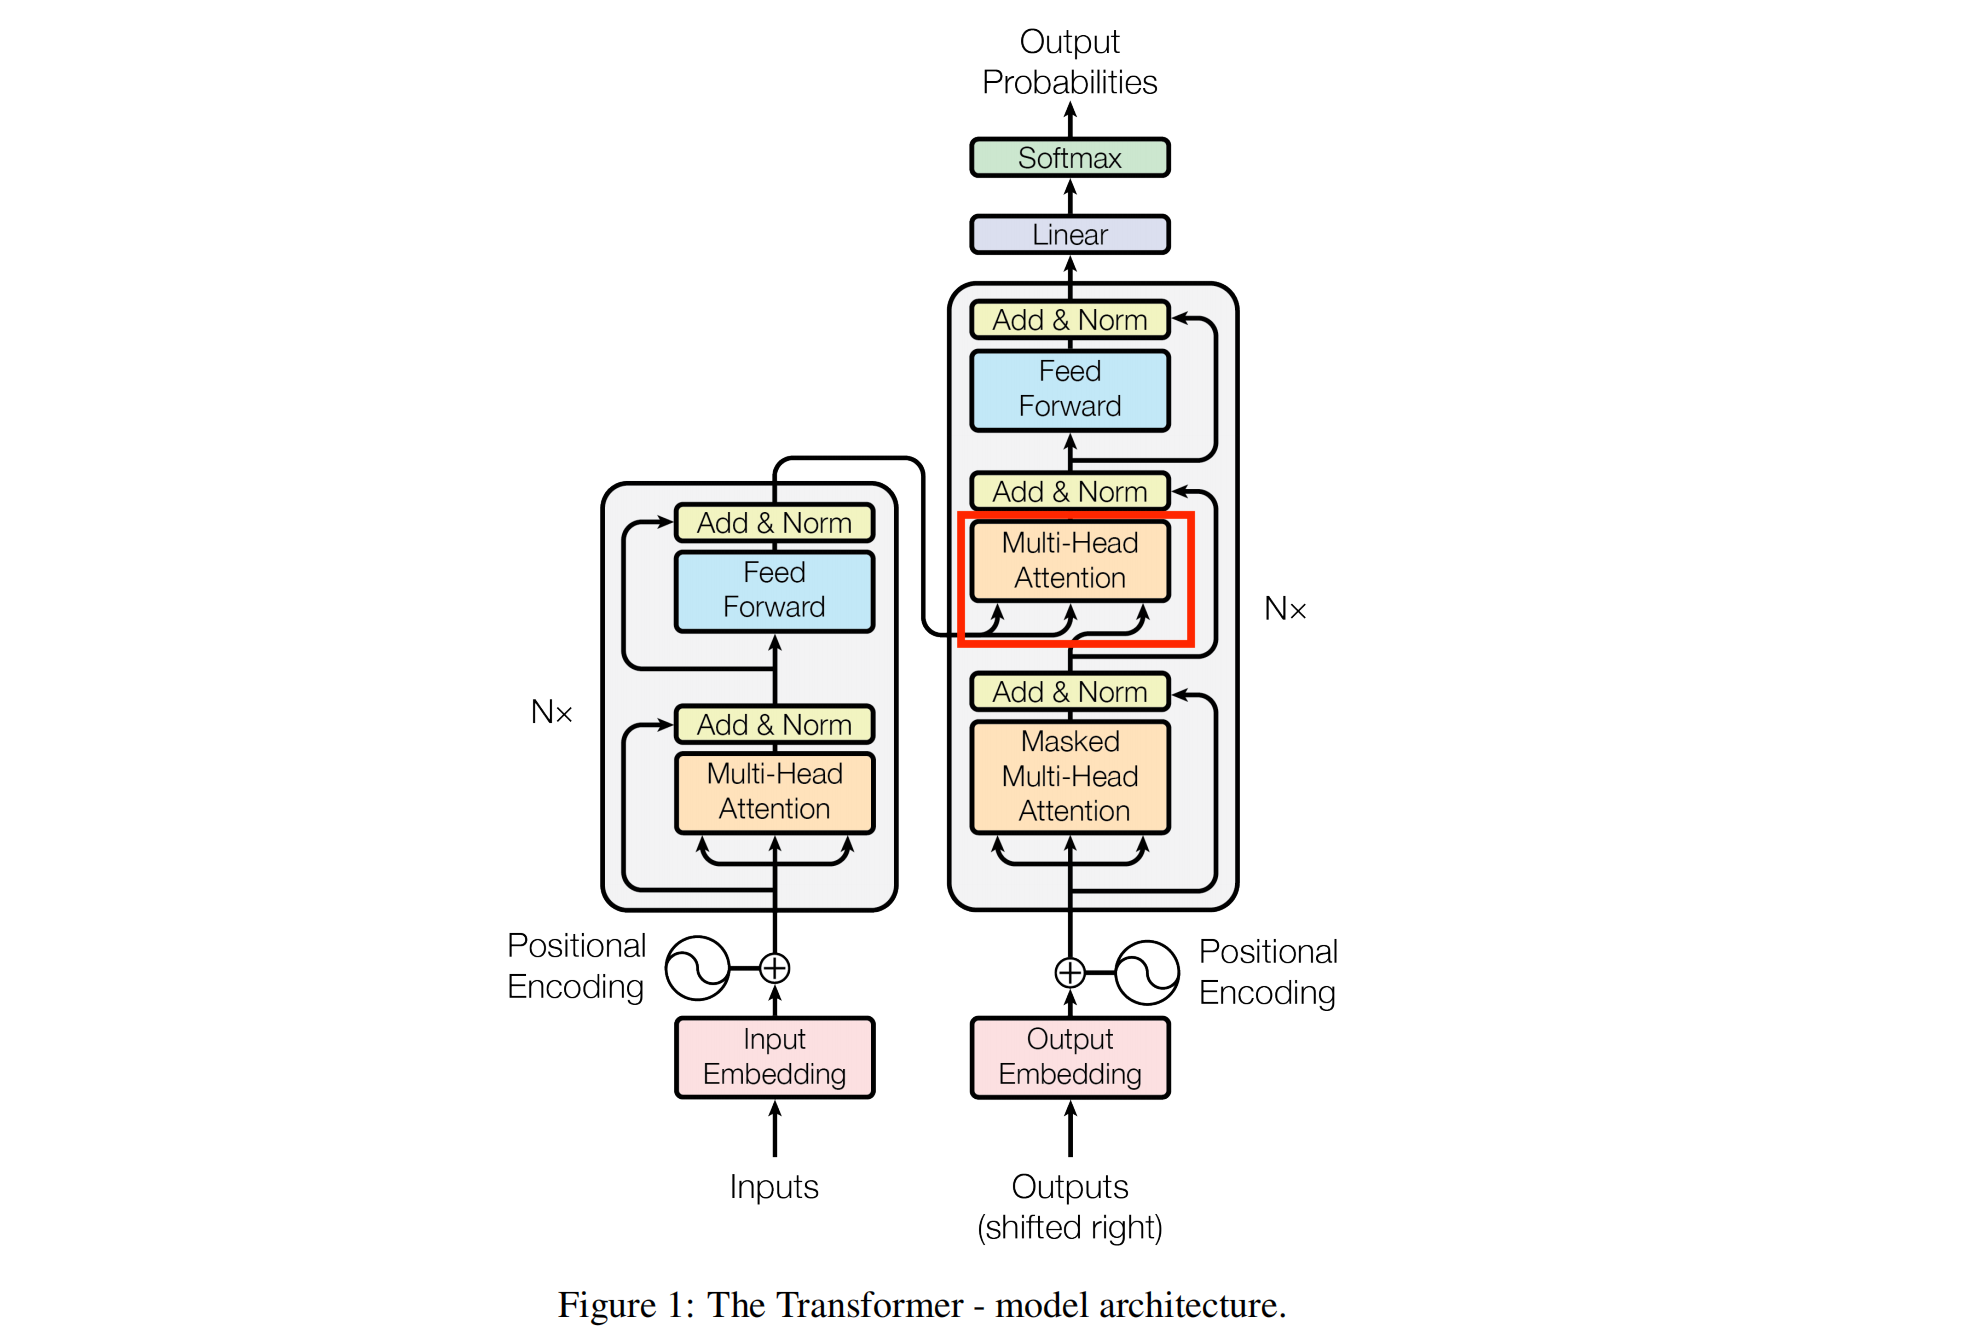 Output
Probabilities
Softmax
Linear
Add & Norm
Feed
Forward
Add & Norm
Multi-Head
Attention
Add & Norm
Masked
Multi-Head
Attention
N×
Add & Norm
Feed
Forward
Add & Norm
Multi-Head
Attention
N×
Positional
Encoding
Positional
Encoding
Input
Embedding
Output
Embedding
Inputs
Outputs
(shifted right)
Figure 1: The Transformer - model architecture.